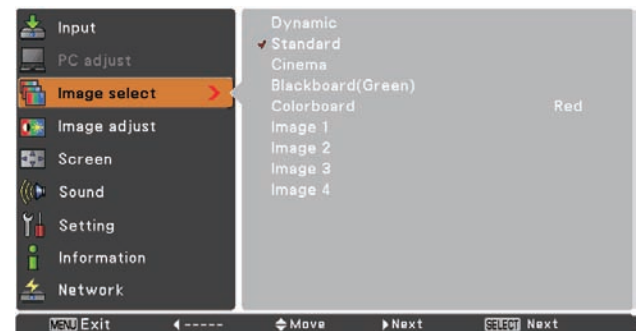 Input
PC adjust
Image select
Image adjust
Screen
Sound
Setting
Information
Network
Dynamic
Standard
Cinema
Blackboard(Green)
Colorboard Red
Image 1
Image 2
Image 3
Image 4
MENU Exit ----- Move Next SELECT Next